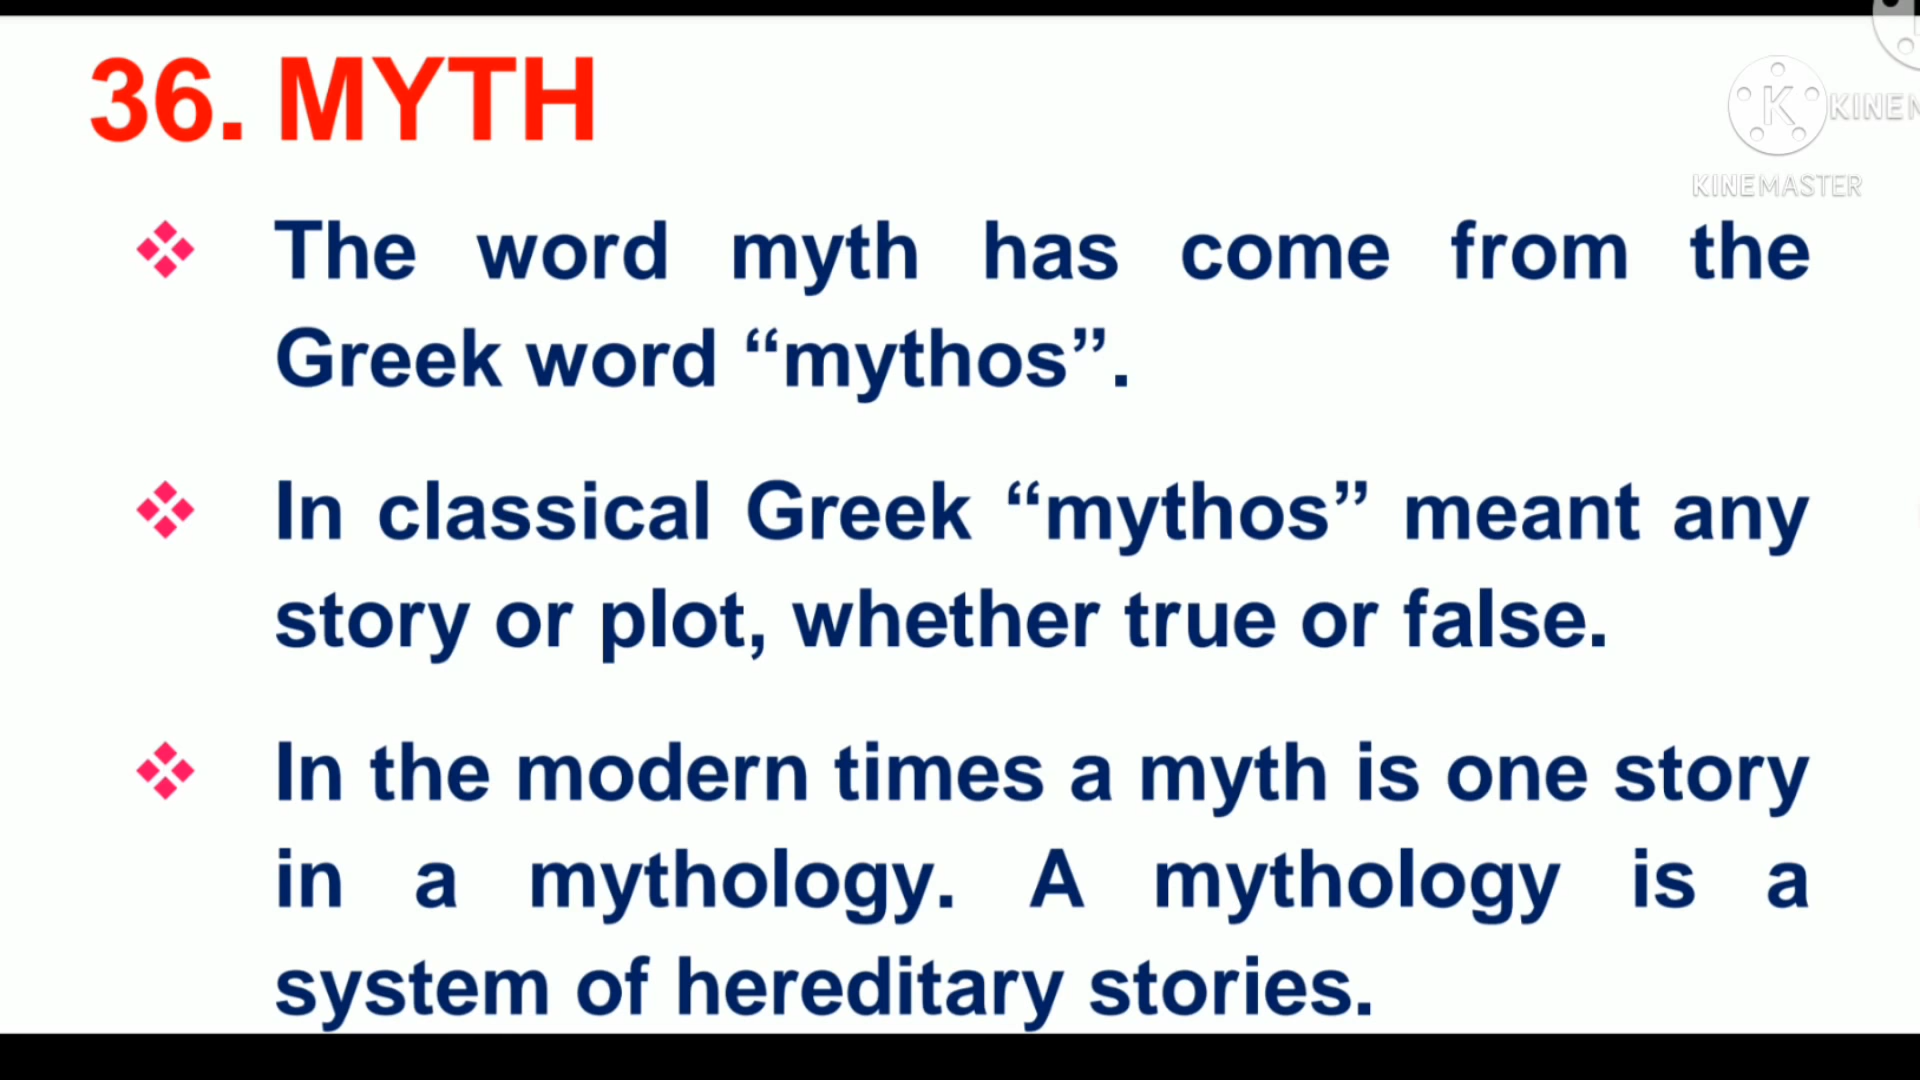 36. MYTH
KINEM
KINEMASTER
❖ The word myth has come from the
Greek word “mythos”.
❖ In classical Greek “mythos” meant any
story or plot, whether true or false.
❖ In the modern times a myth is one story
in a mythology. A mythology is a
system of hereditary stories.